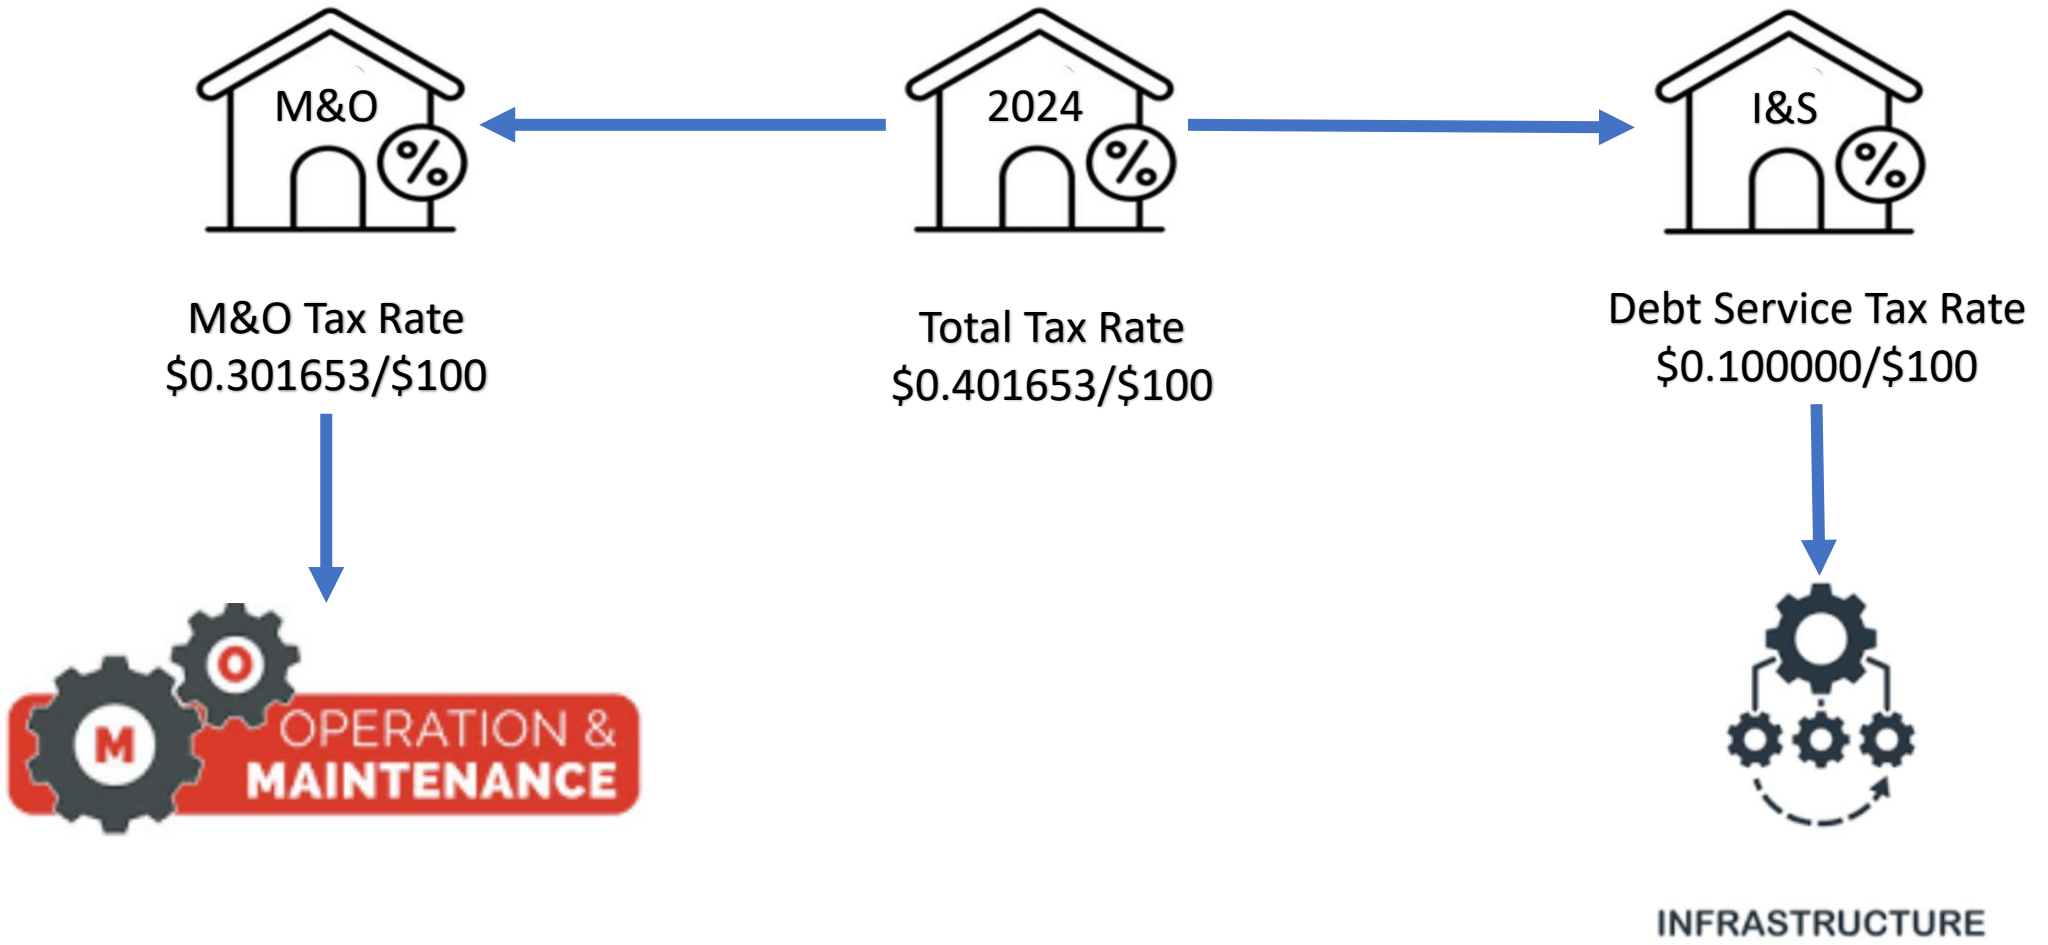 M&O
2024
I&S
M&O Tax Rate
$0.301653/$100
Total Tax Rate
$0.401653/$100
Debt Service Tax Rate
$0.100000/$100
O
M
OPERATION &
MAINTENANCE
INFRASTRUCTURE